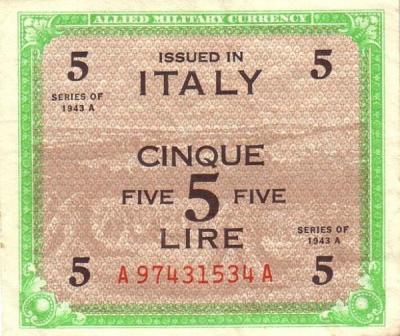 ALLIED MILITARY CURRENCY
5 ISSUED IN 5
ITALY
SERIES OF
1943 A
CINQUE
FIVE 5 FIVE
LIRE
SERIES OF
1943 A
5 A97431534A 5